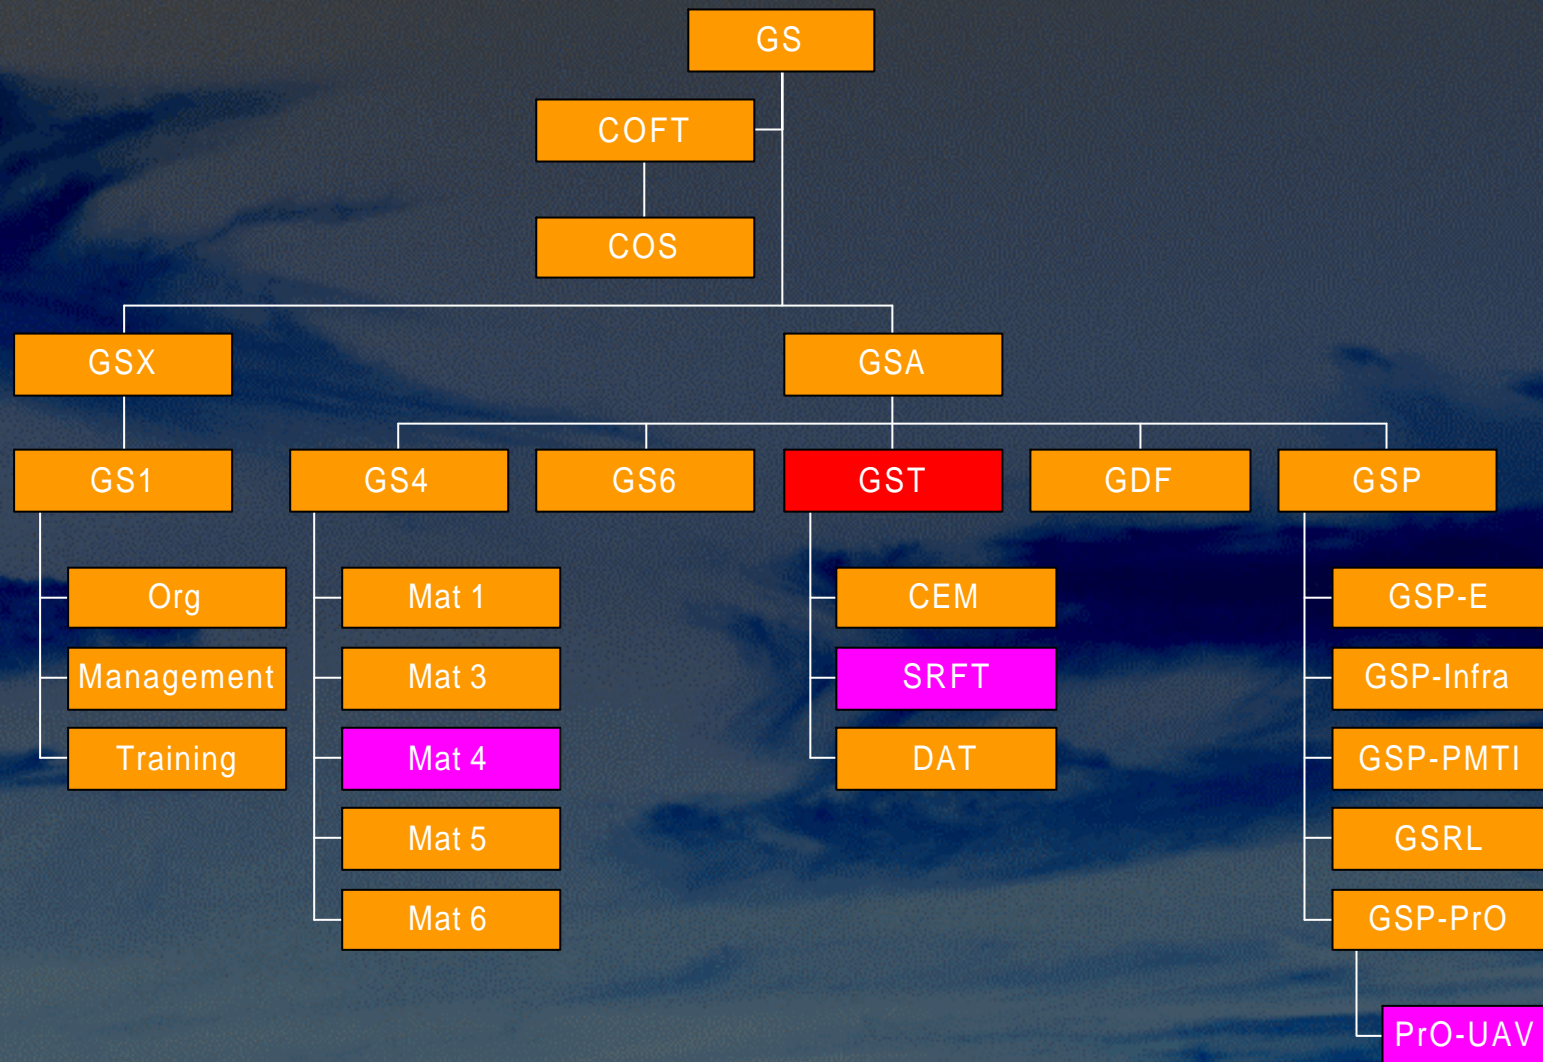 GS
COFT
COS
GSX
GSA
GS1
GS4
GS6
GST
GDF
GSP
Org
Management
Training
Mat 1
Mat 3
Mat 4
Mat 5
Mat 6
CEM
SRFT
DAT
GSP-E
GSP-Infra
GSP-PMTI
GSRL
GSP-PrO
PrO-UAV